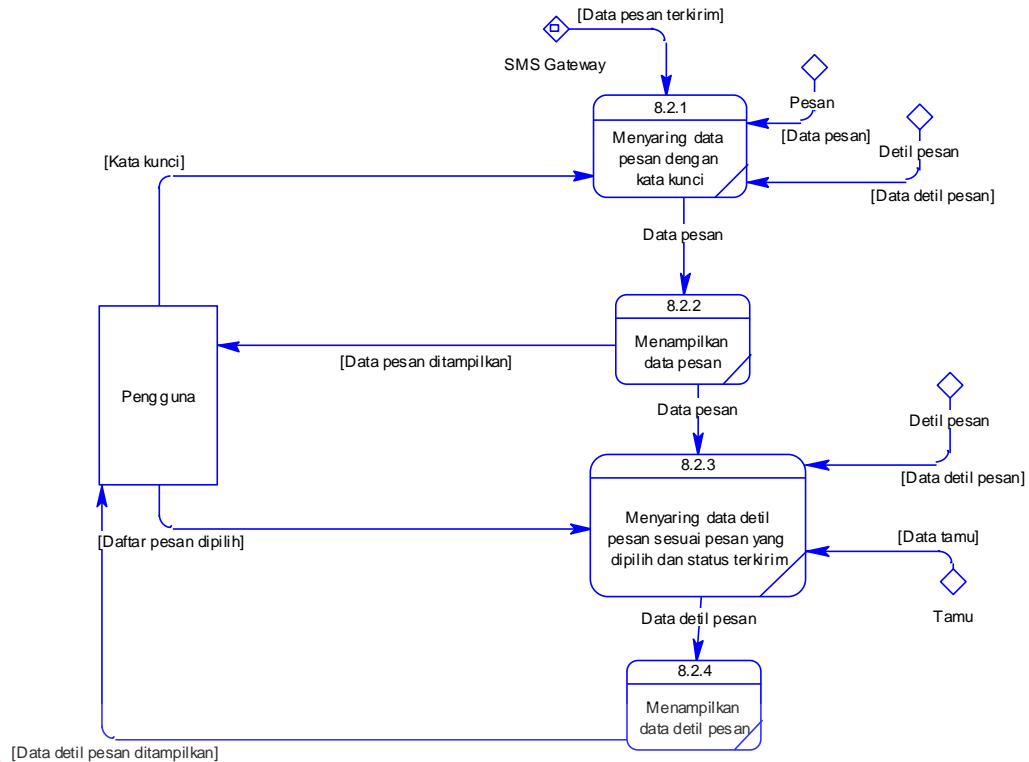 [Data pesan terkirim]
SMS Gateway
8.2.1
Menyaring data
pesan dengan
kata kunci
Pesan
[Data pesan]
Detil pesan
[Data detil pesan]
[Kata kunci]
Data pesan
8.2.2
Menampilkan
data pesan
[Data pesan ditampilkan]
Pengguna
Data pesan
Detil pesan
[Data detil pesan]
8.2.3
Menyaring data detil
pesan sesuai pesan yang
dipilih dan status terkirim
[Daftar pesan dipilih]
[Data tamu]
Tamu
Data detil pesan
8.2.4
Menampilkan
data detil pesan
[Data detil pesan ditampilkan]